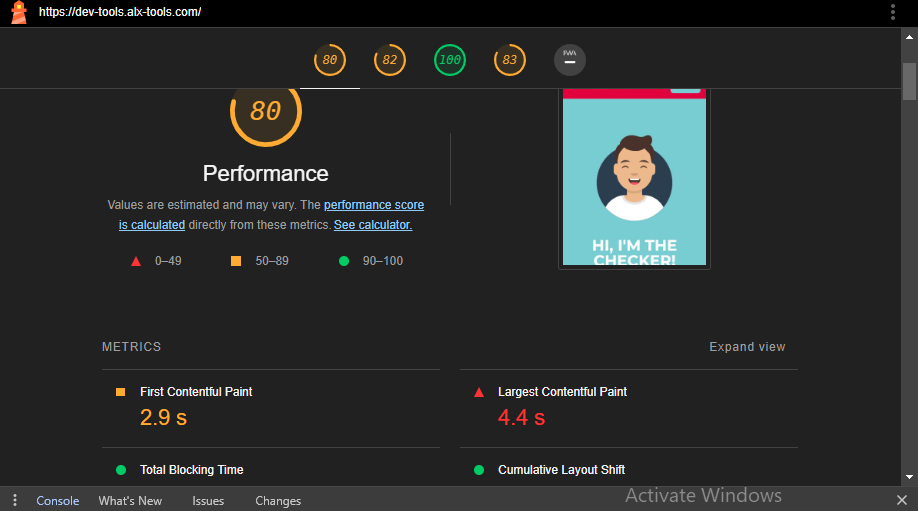 https://dev-tools.alx-tools.com/
80
82
100
83
PWA
80
Performance
Values are estimated and may vary. The performance score
is calculated directly from these metrics. See calculator.
0–49
50–89
90–100
HI, I'M THE
CHECKER!
METRICS
Expand view
First Contentful Paint
2.9 s
Largest Contentful Paint
4.4 s
Total Blocking Time
Cumulative Layout Shift
Console
What's New
Issues
Changes
Activate Windows